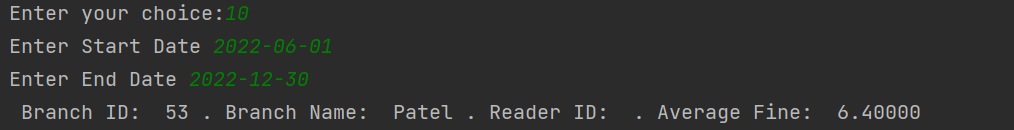 Enter your choice:10
Enter Start Date 2022-06-01
Enter End Date 2022-12-30
Branch ID:  53 . Branch Name:  Patel . Reader ID:  . Average Fine:  6.40000